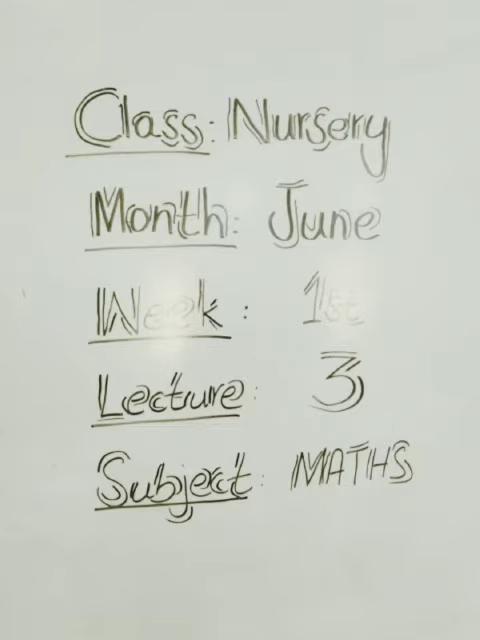 Class: Nursery
Month: June
Week: 1st
Lecture: 3
Subject: MATHS